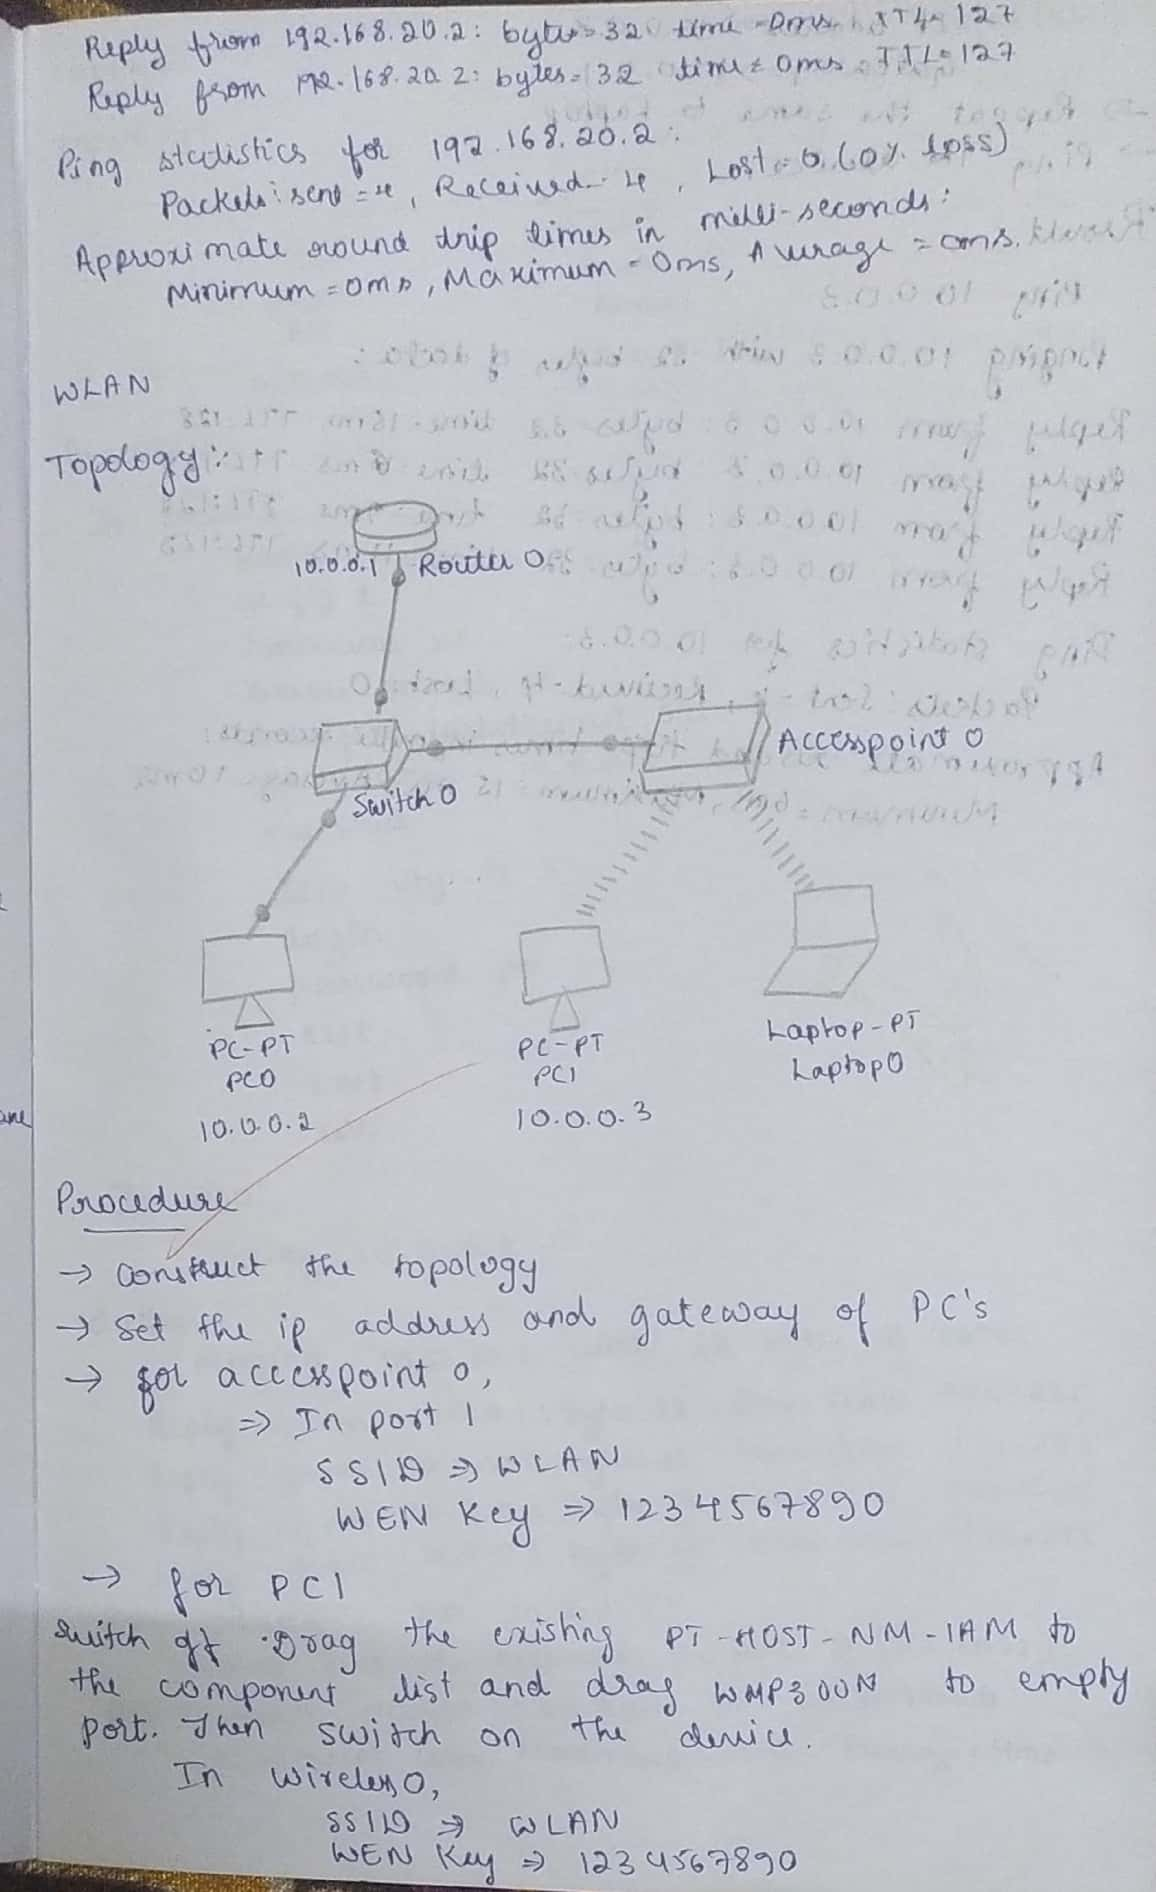 Reply from 192.168.20.2: bytes=32 time=0ms TTL=127
Reply from 192.168.20.2: bytes=32 time=0ms TTL=127
Ping statistics for 192.168.20.2:
Packets: sent = 4, Received = 4, Lost = 0 (0% loss)
Approximate round trip times in milli-seconds:
Minimum = 0ms, Maximum = 0ms, Average = 0ms.
WLAN
Topology:
10.0.0.1 Router 0
Accesspoint 0
Switch 0
PC-PT
PC0
10.0.0.2
PC-PT
PC1
10.0.0.3
Laptop-PT
Laptop0
Procedure
→ Construct the topology
→ Set the ip address and gateway of PC's
→ for accesspoint 0,
⇒ In port 1
SSID ⇒ WLAN
WEN Key ⇒ 1234567890
→ for PC1
Switch off. Drag the existing PT-HOST-NM-1AM to
the component list and drag WMP300N to empty
port. Then switch on the device.
In wireless0,
SSID ⇒ WLAN
WEN Key ⇒ 1234567890